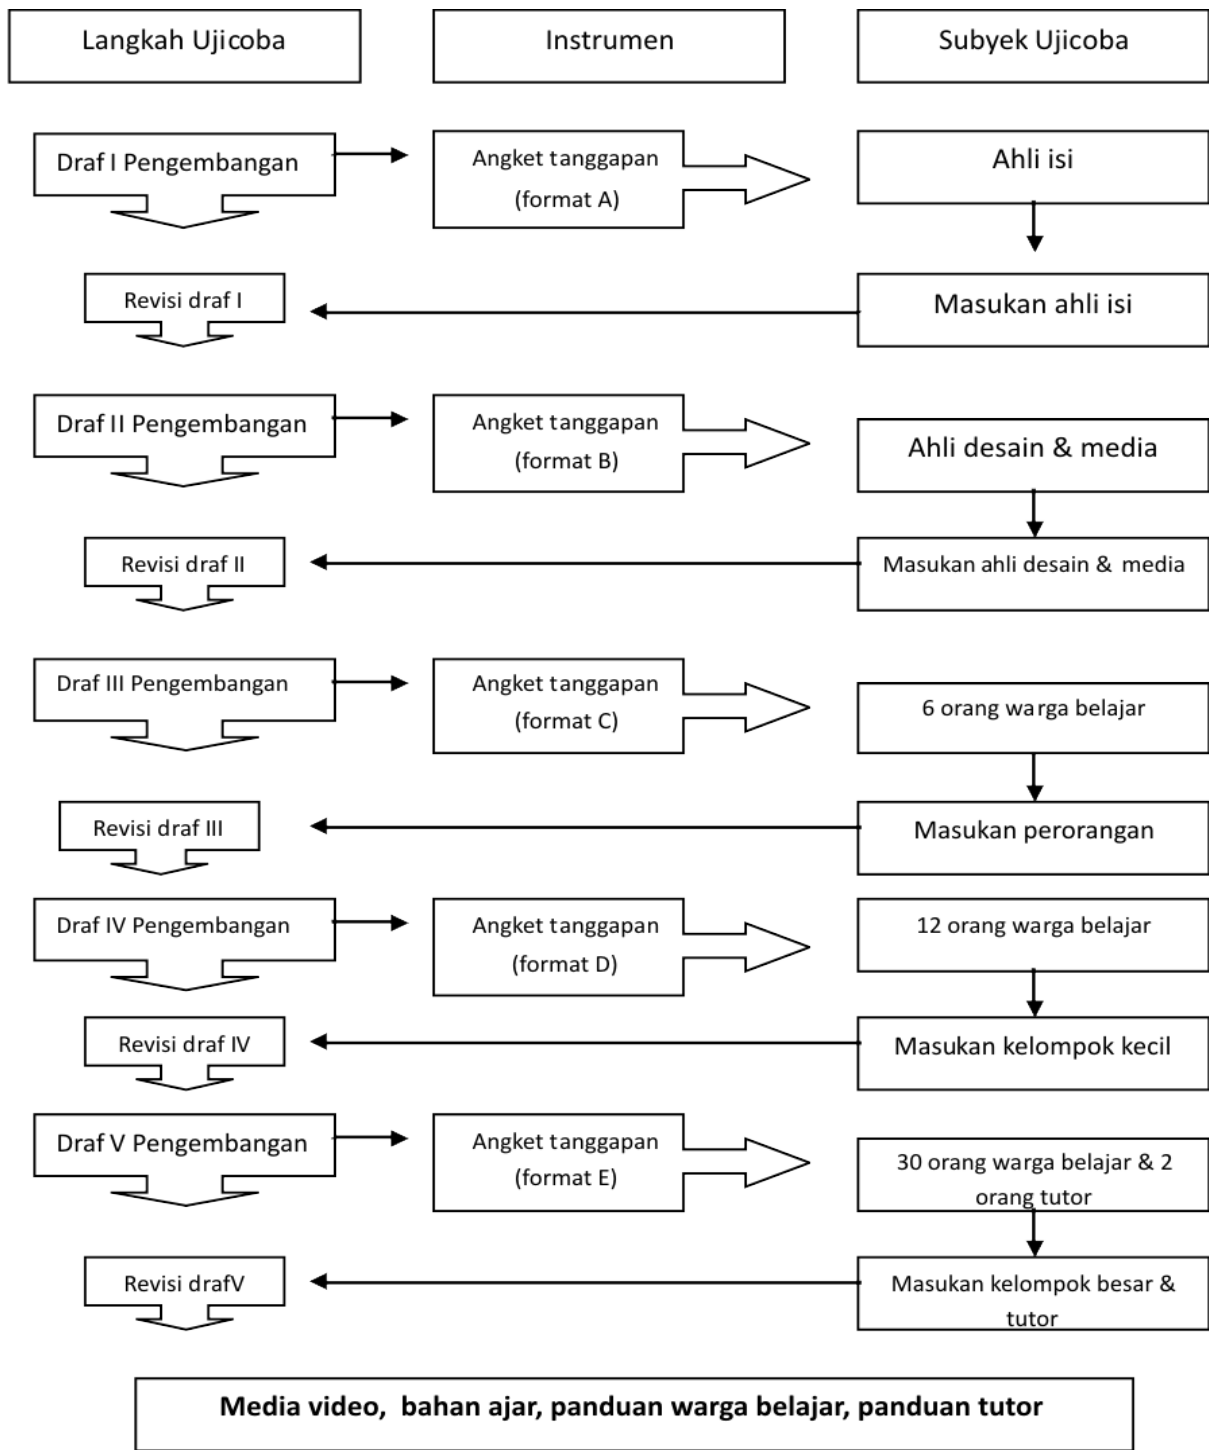 Langkah Ujicoba
Instrumen
Subyek Ujicoba
Draf I Pengembangan
Angket tanggapan
(format A)
Ahli isi
Revisi draf I
Masukan ahli isi
Draf II Pengembangan
Angket tanggapan
(format B)
Ahli desain & media
Revisi draf II
Masukan ahli desain & media
Draf III Pengembangan
Angket tanggapan
(format C)
6 orang warga belajar
Revisi draf III
Masukan perorangan
Draf IV Pengembangan
Angket tanggapan
(format D)
12 orang warga belajar
Revisi draf IV
Masukan kelompok kecil
Draf V Pengembangan
Angket tanggapan
(format E)
30 orang warga belajar & 2
orang tutor
Revisi drafV
Masukan kelompok besar &
tutor
Media video, bahan ajar, panduan warga belajar, panduan tutor